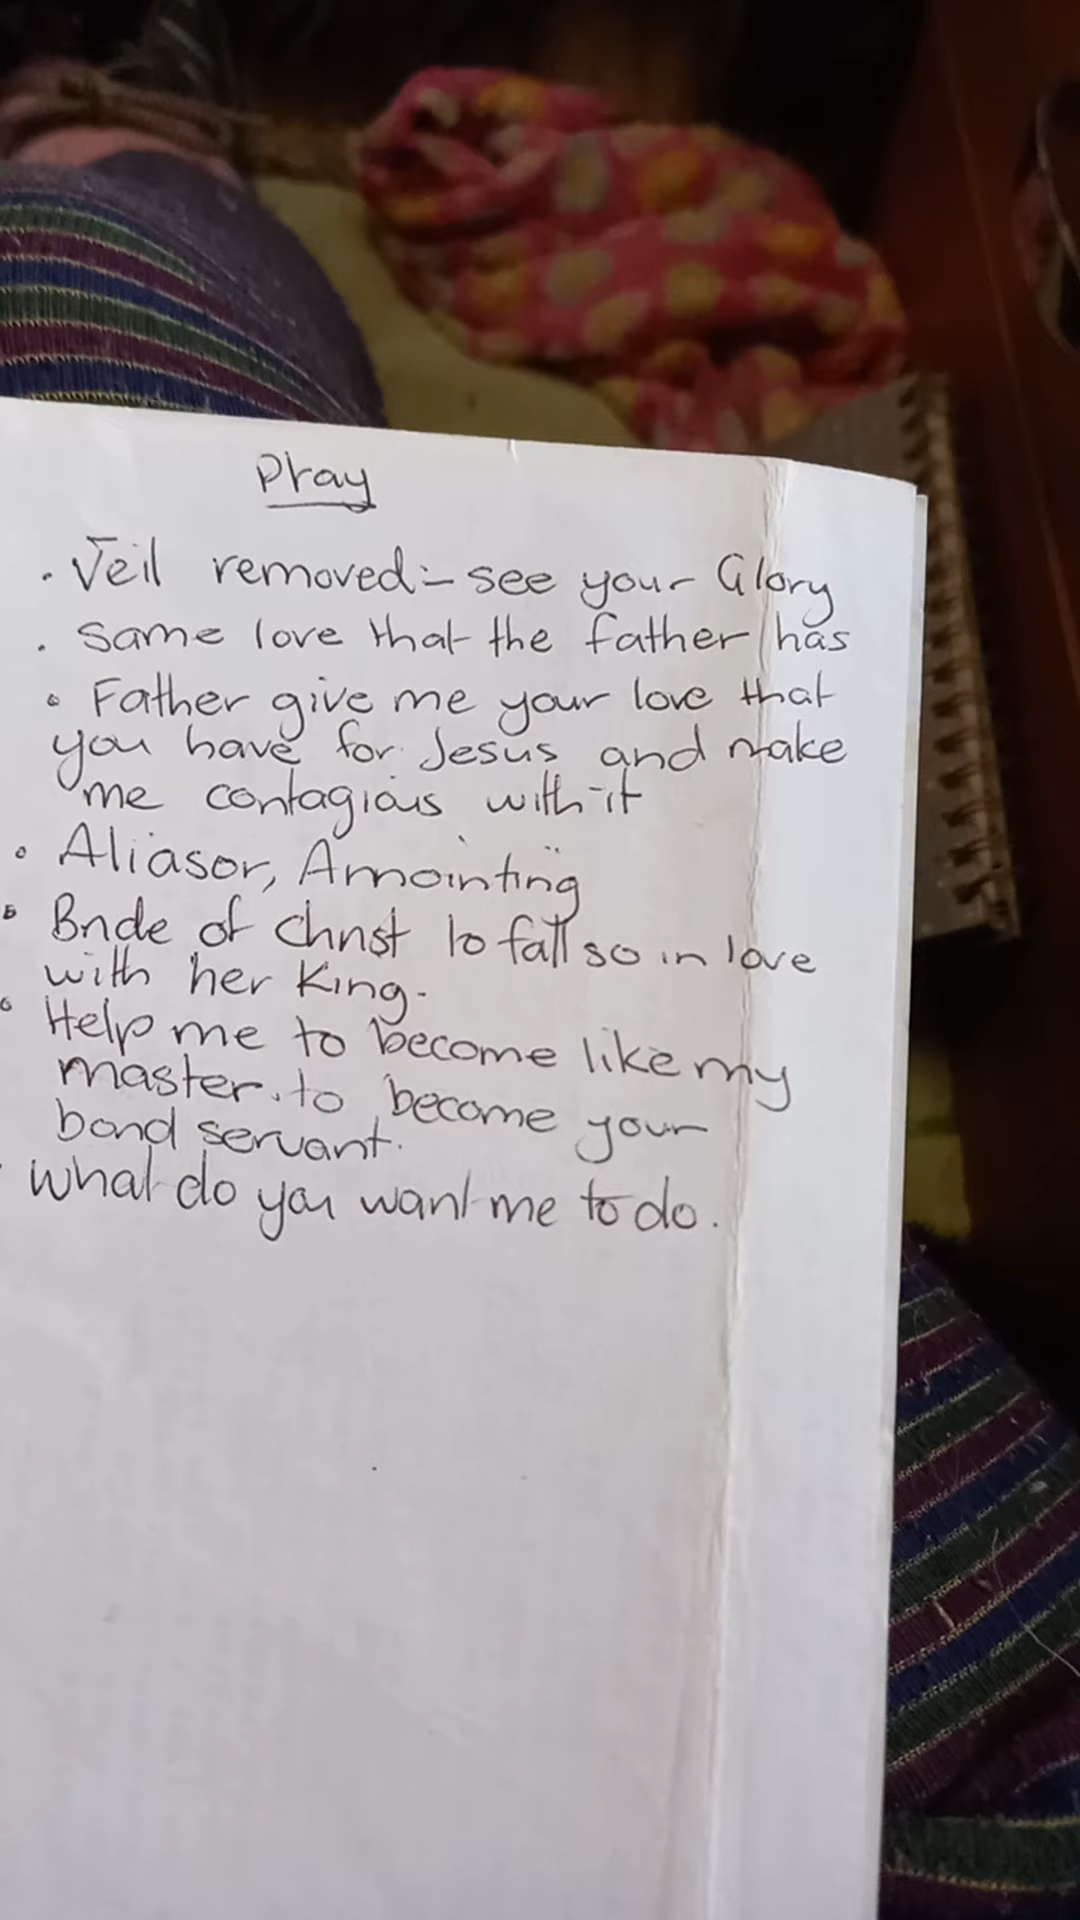 Pray
. Veil removed:- see your Glory
. Same love that the father has
• Father give me your love that
you have for Jesus and make
me contagious with it
• Aliasor, Annointing
• Bride of Christ to fall so in love
with her King.
• Help me to become like my
master. to become your
bond servant.
. What do you want me to do.